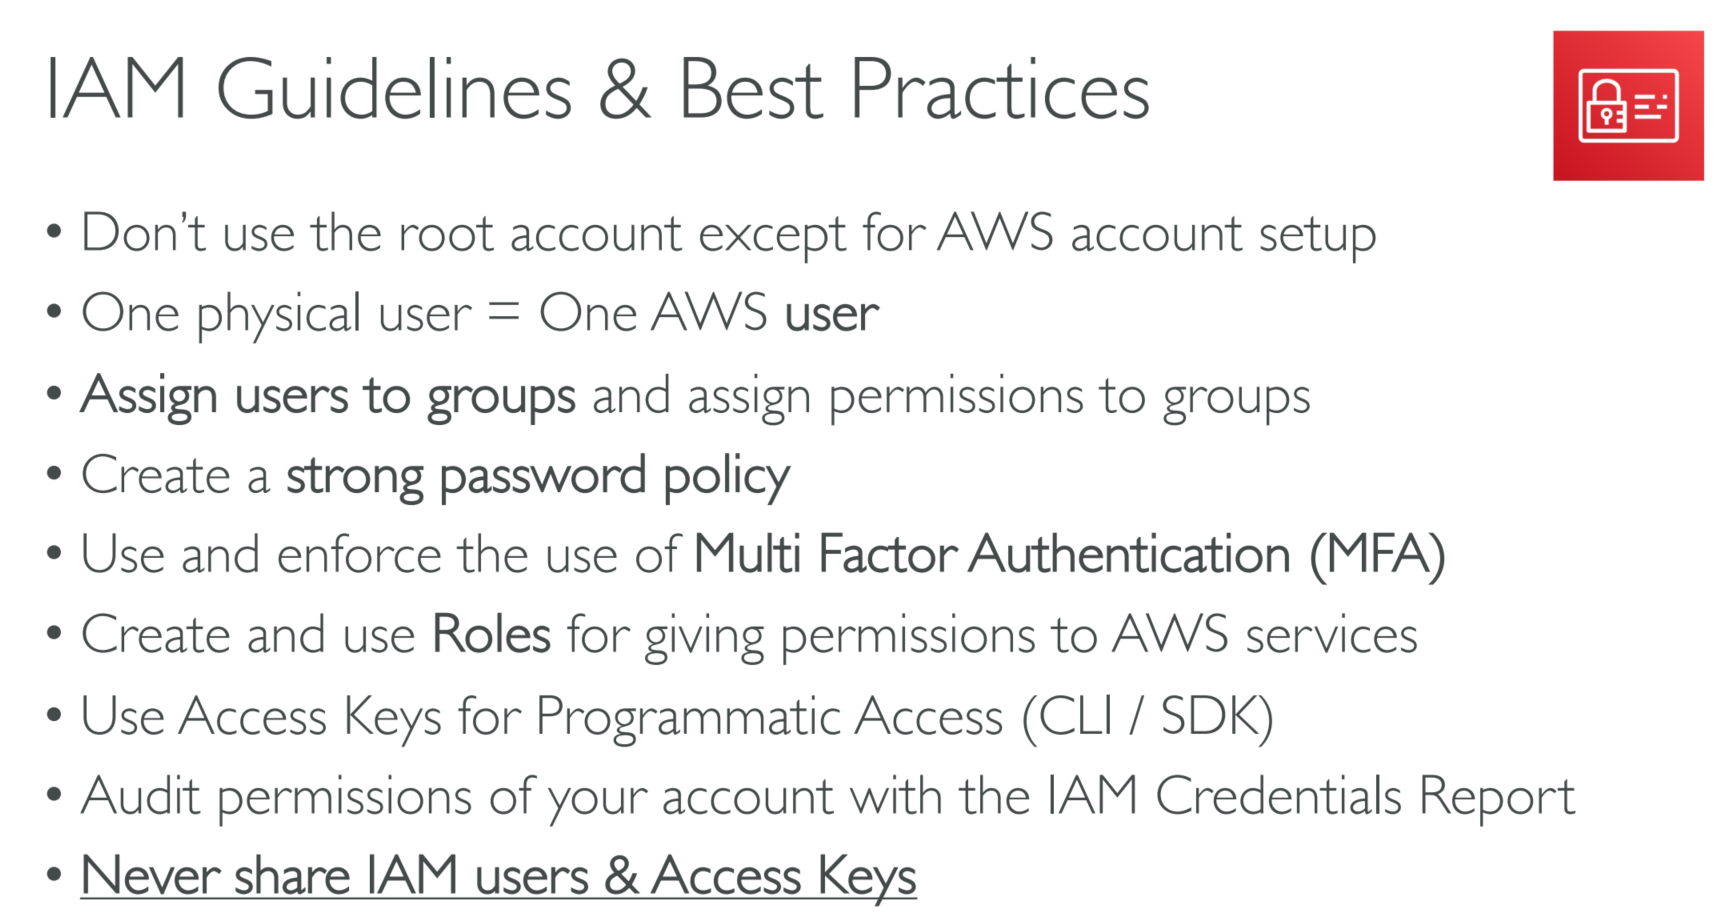 IAM Guidelines & Best Practices
• Don’t use the root account except for AWS account setup
• One physical user = One AWS user
• Assign users to groups and assign permissions to groups
• Create a strong password policy
• Use and enforce the use of Multi Factor Authentication (MFA)
• Create and use Roles for giving permissions to AWS services
• Use Access Keys for Programmatic Access (CLI / SDK)
• Audit permissions of your account with the IAM Credentials Report
• Never share IAM users & Access Keys